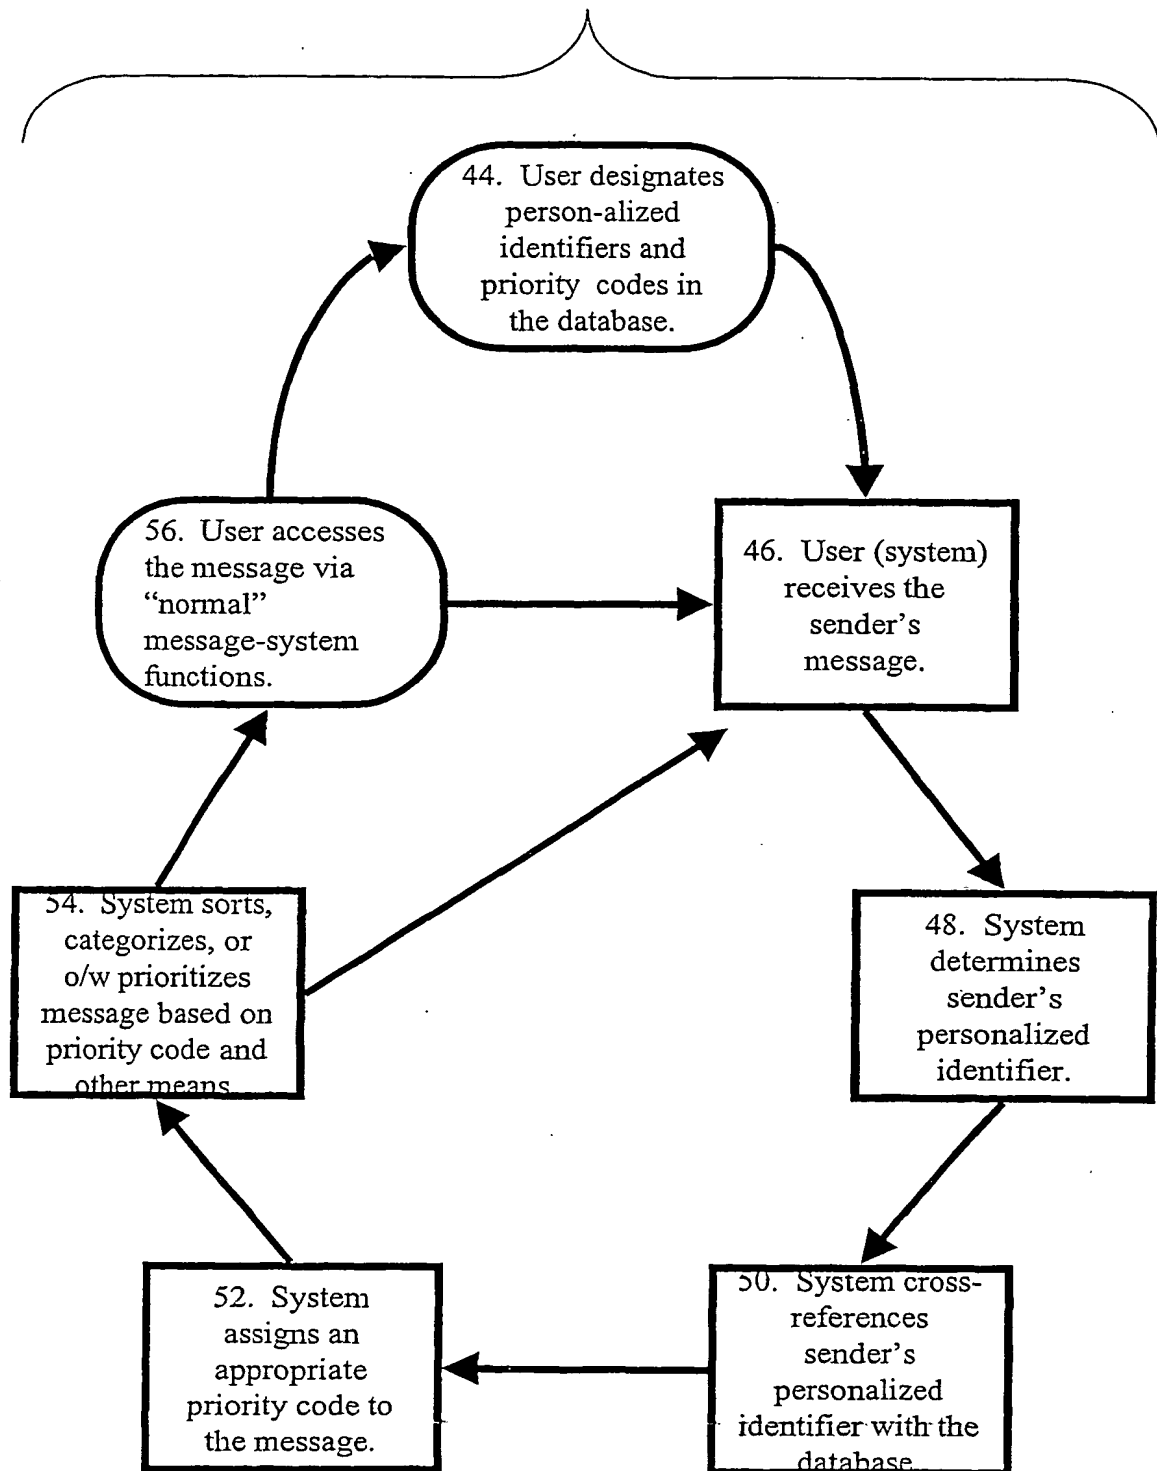 44. User designates
person-alized
identifiers and
priority codes in
the database.
56. User accesses
the message via
“normal”
message-system
functions.
46. User (system)
receives the
sender’s
message.
54. System sorts,
categorizes, or
o/w prioritizes
message based on
priority code and
other means
48. System
determines
sender’s
personalized
identifier.
52. System
assigns an
appropriate
priority code to
the message.
50. System cross-
references
sender’s
personalized
identifier with the
database